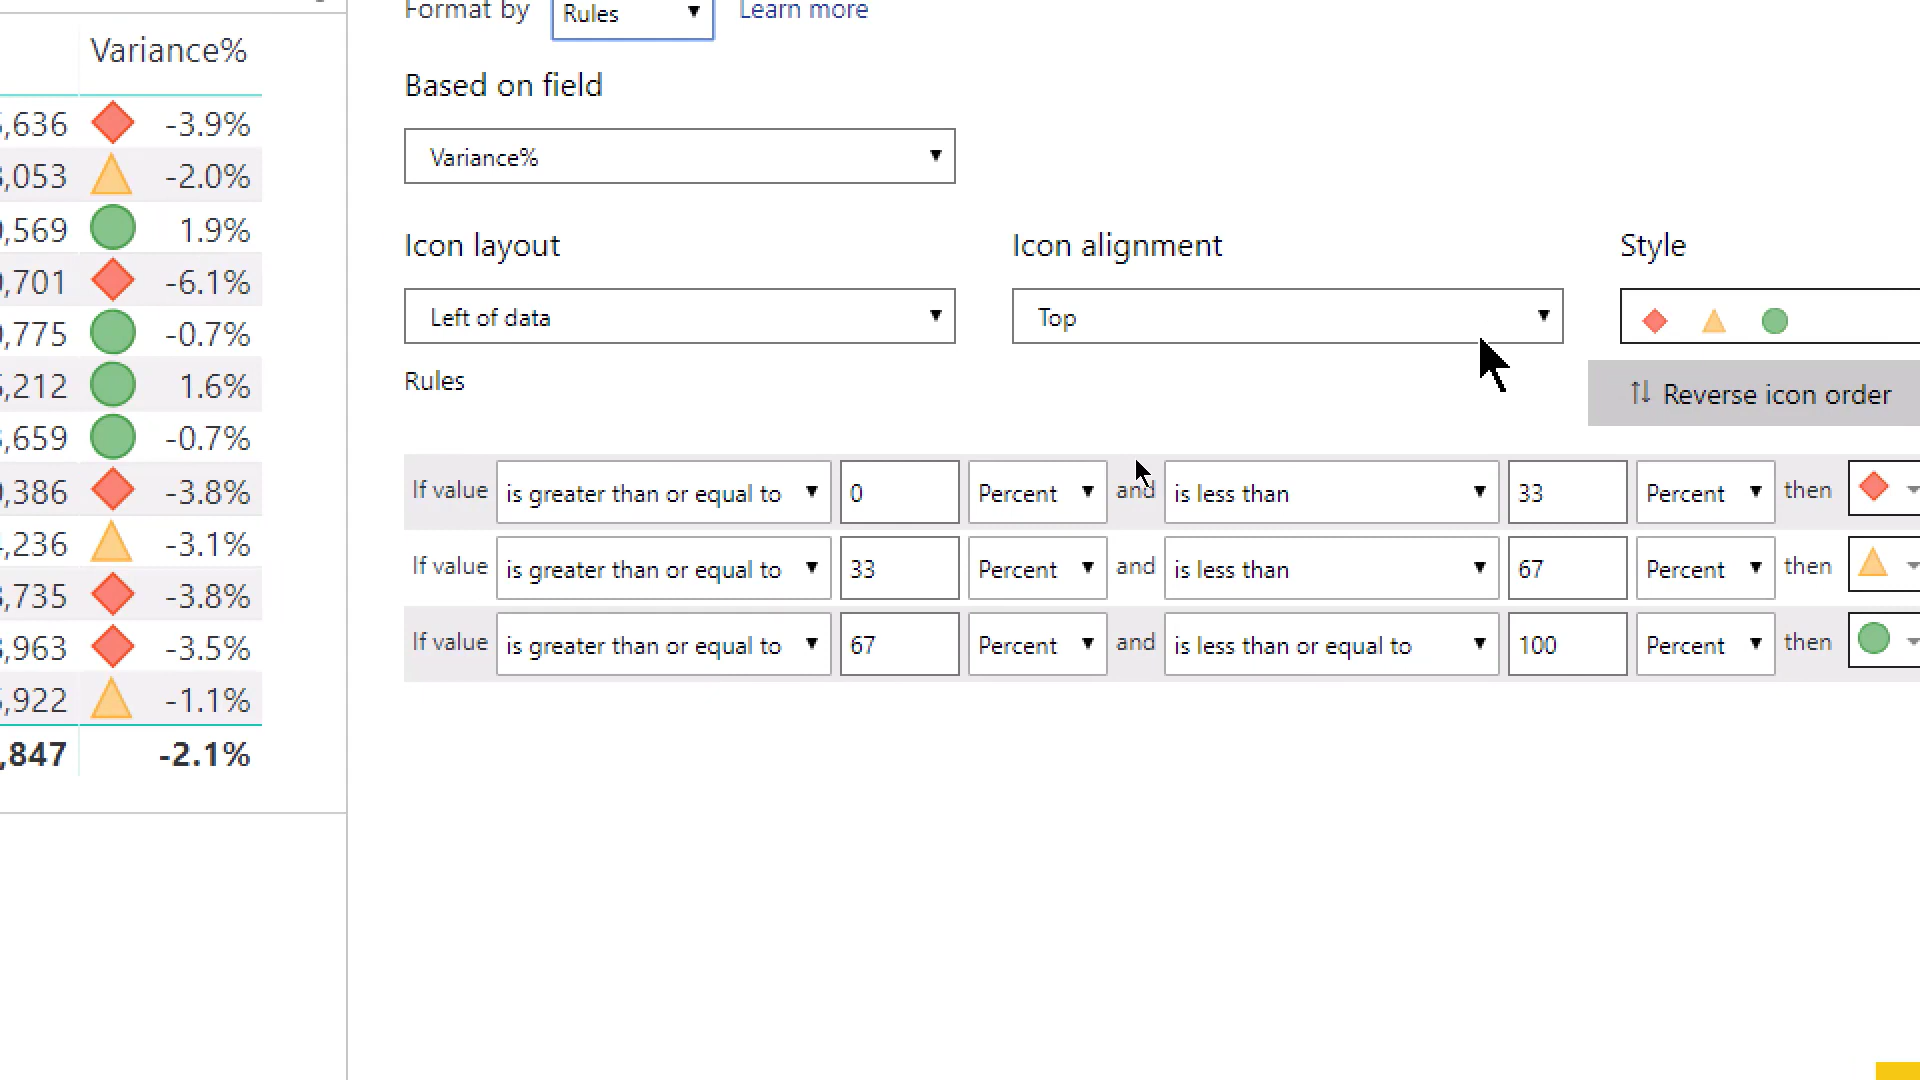 Format by Rules Learn more
Variance%
Based on field
,636 -3.9%
Variance%
,053 -2.0%
,569 1.9%
Icon layout Icon alignment Style
,701 -6.1%
Left of data Top
,775 -0.7%
,212 1.6%
Rules Reverse icon order
,659 -0.7%
,386 -3.8%
If value is greater than or equal to 0 Percent and is less than 33 Percent then
,236 -3.1%
If value is greater than or equal to 33 Percent and is less than 67 Percent then
,735 -3.8%
,963 -3.5%
If value is greater than or equal to 67 Percent and is less than or equal to 100 Percent then
,922 -1.1%
,847 -2.1%